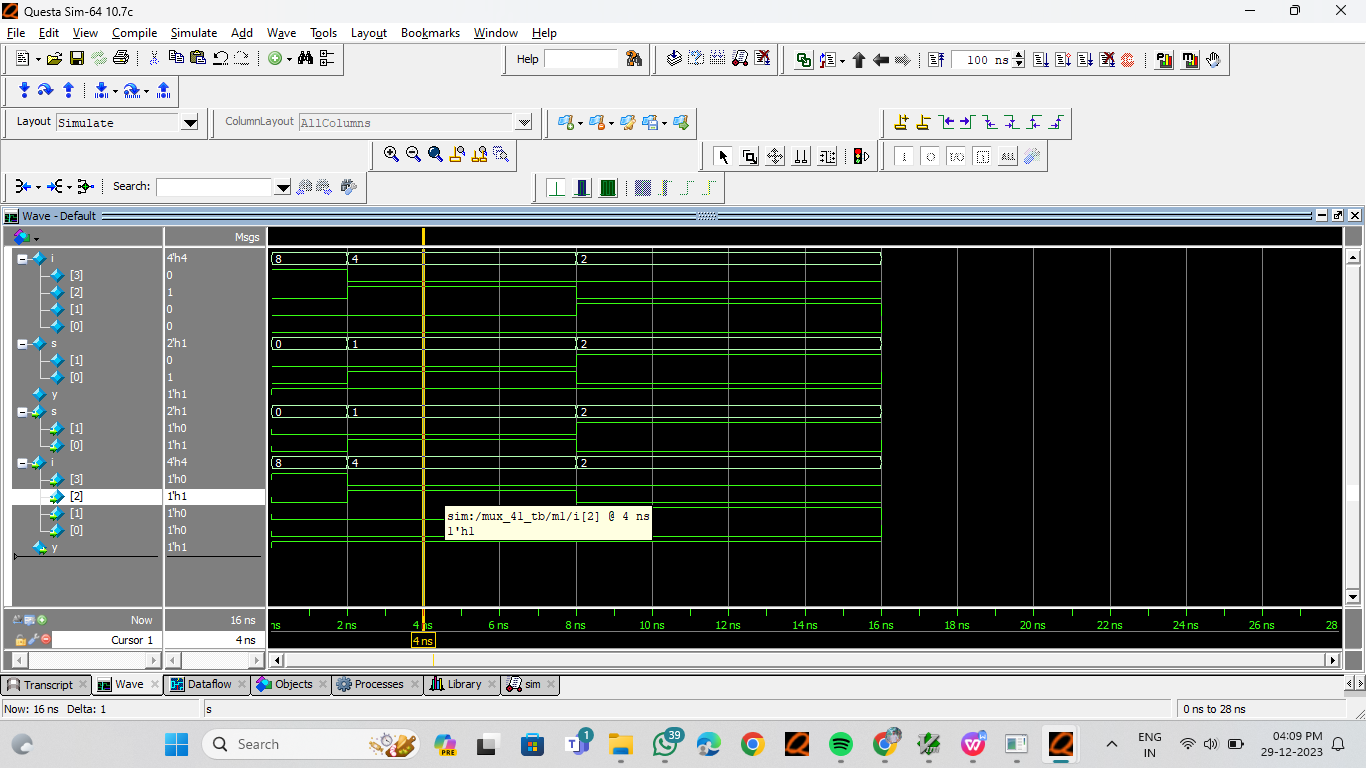 Questa Sim-64 10.7c
File Edit View Compile Simulate Add Wave Tools Layout Bookmarks Window Help
Help
100 ns
Layout Simulate
ColumnLayout AllColumns
Search:
Wave - Default
Msgs
i 4'h4 8 4 2
[3] 0
[2] 1
[1] 0
[0] 0
s 2'h1 0 1 2
[1] 0
[0] 1
y 1'h1
s 2'h1 0 1 2
[1] 1'h0
[0] 1'h1
i 4'h4 8 4 2
[3] 1'h0
[2] 1'h1
[1] 1'h0
[0] 1'h0
y 1'h1
sim:/mux_41_tb/m1/i[2] @ 4 ns
1'h1
Now 16 ns
ns 2 ns 4 ns 6 ns 8 ns 10 ns 12 ns 14 ns 16 ns 18 ns 20 ns 22 ns 24 ns 26 ns 28
Cursor 1 4 ns 4 ns
Transcript Wave Dataflow Objects Processes Library sim
Now: 16 ns Delta: 1 s 0 ns to 28 ns
Search
PRE
1
39
ENG
IN
04:09 PM
29-12-2023